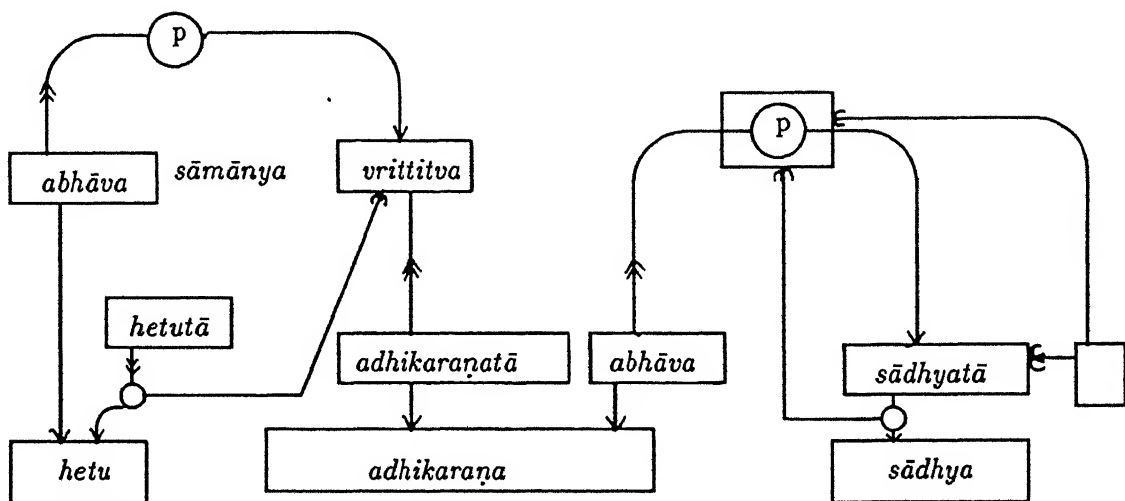 p
p
abhāva
sāmānya
vrittitva
hetutā
adhikaraṇatā
abhāva
sādhyatā
hetu
adhikaraṇa
sādhya